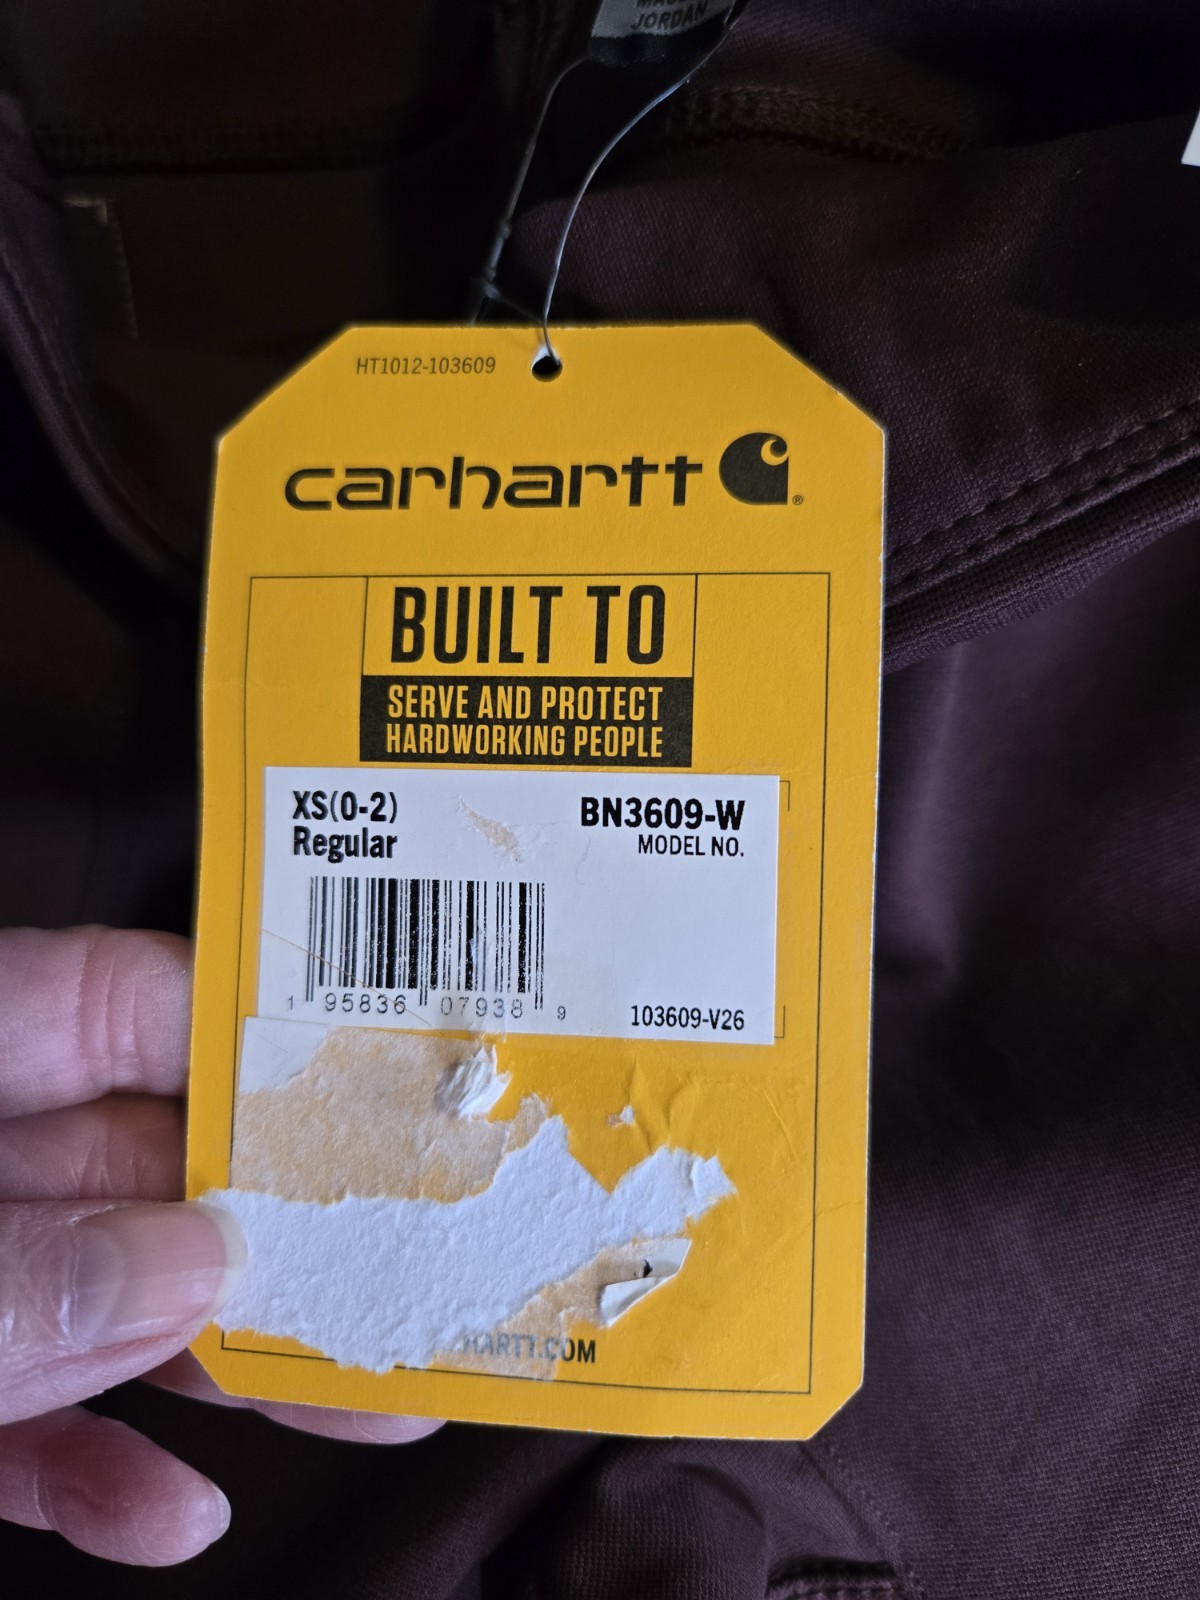 JORDAN
HT1012-103609
carhartt
BUILT TO
SERVE AND PROTECT
HARDWORKING PEOPLE
XS(0-2)
Regular
BN3609-W
MODEL NO.
1 95836 07938 9
103609-V26
HARTT.COM